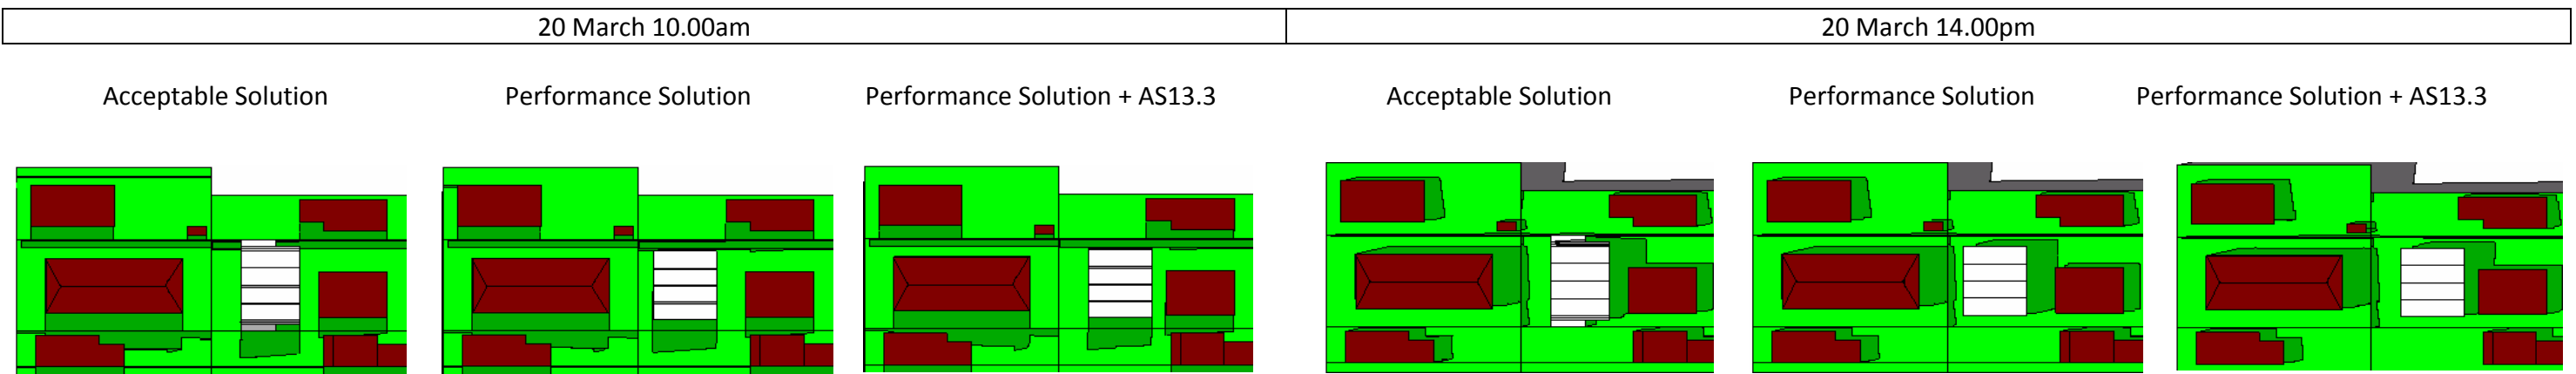 20 March 10.00am
20 March 14.00pm
Acceptable Solution
Performance Solution
Performance Solution + AS13.3
Acceptable Solution
Performance Solution
Performance Solution + AS13.3